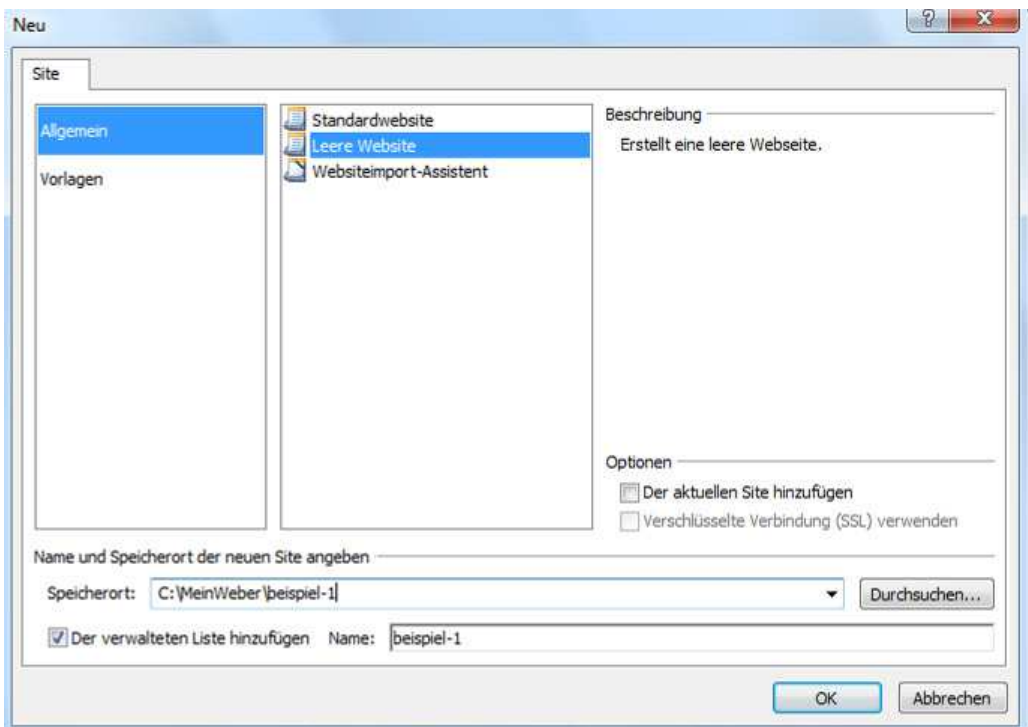 Neu
Site
Allgemein
Vorlagen
Standardwebsite
Leere Website
Websiteimport-Assistent
Beschreibung
Erstellt eine leere Webseite.
Optionen
Der aktuellen Site hinzufügen
Verschlüsselte Verbindung (SSL) verwenden
Name und Speicherort der neuen Site angeben
Speicherort: C:\MeinWeber\beispiel-1 Durchsuchen...
Der verwalteten Liste hinzufügen Name: beispiel-1
OK Abbrechen